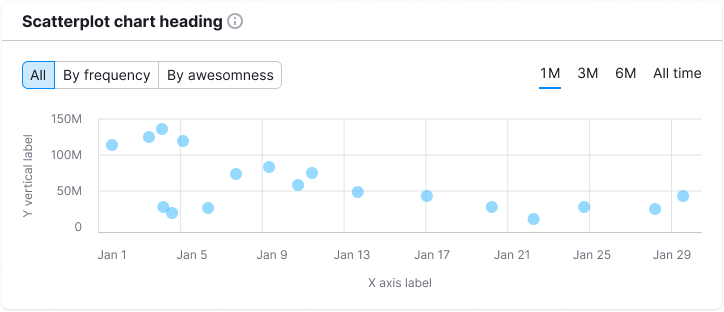 Scatterplot chart heading
All By frequency By awesomness 1M 3M 6M All time
Y vertical label
150M
100M
50M
0
Jan 1 Jan 5 Jan 9 Jan 13 Jan 17 Jan 21 Jan 25 Jan 29
X axis label